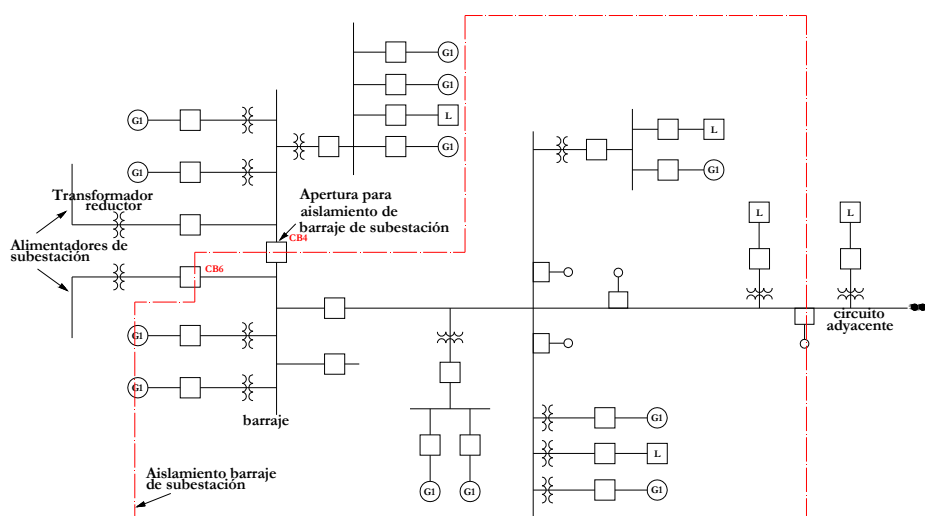 G1
G1
L
G1
G1
G1
L
G1
Transformador
reductor
Alimentadores de
subestación
Apertura para
aislamiento de
barraje de subestación
CB4
CB6
L
L
circuito
adyacente
G1
G1
barraje
G1
L
G1
G1
G1
Aislamiento barraje
de subestación